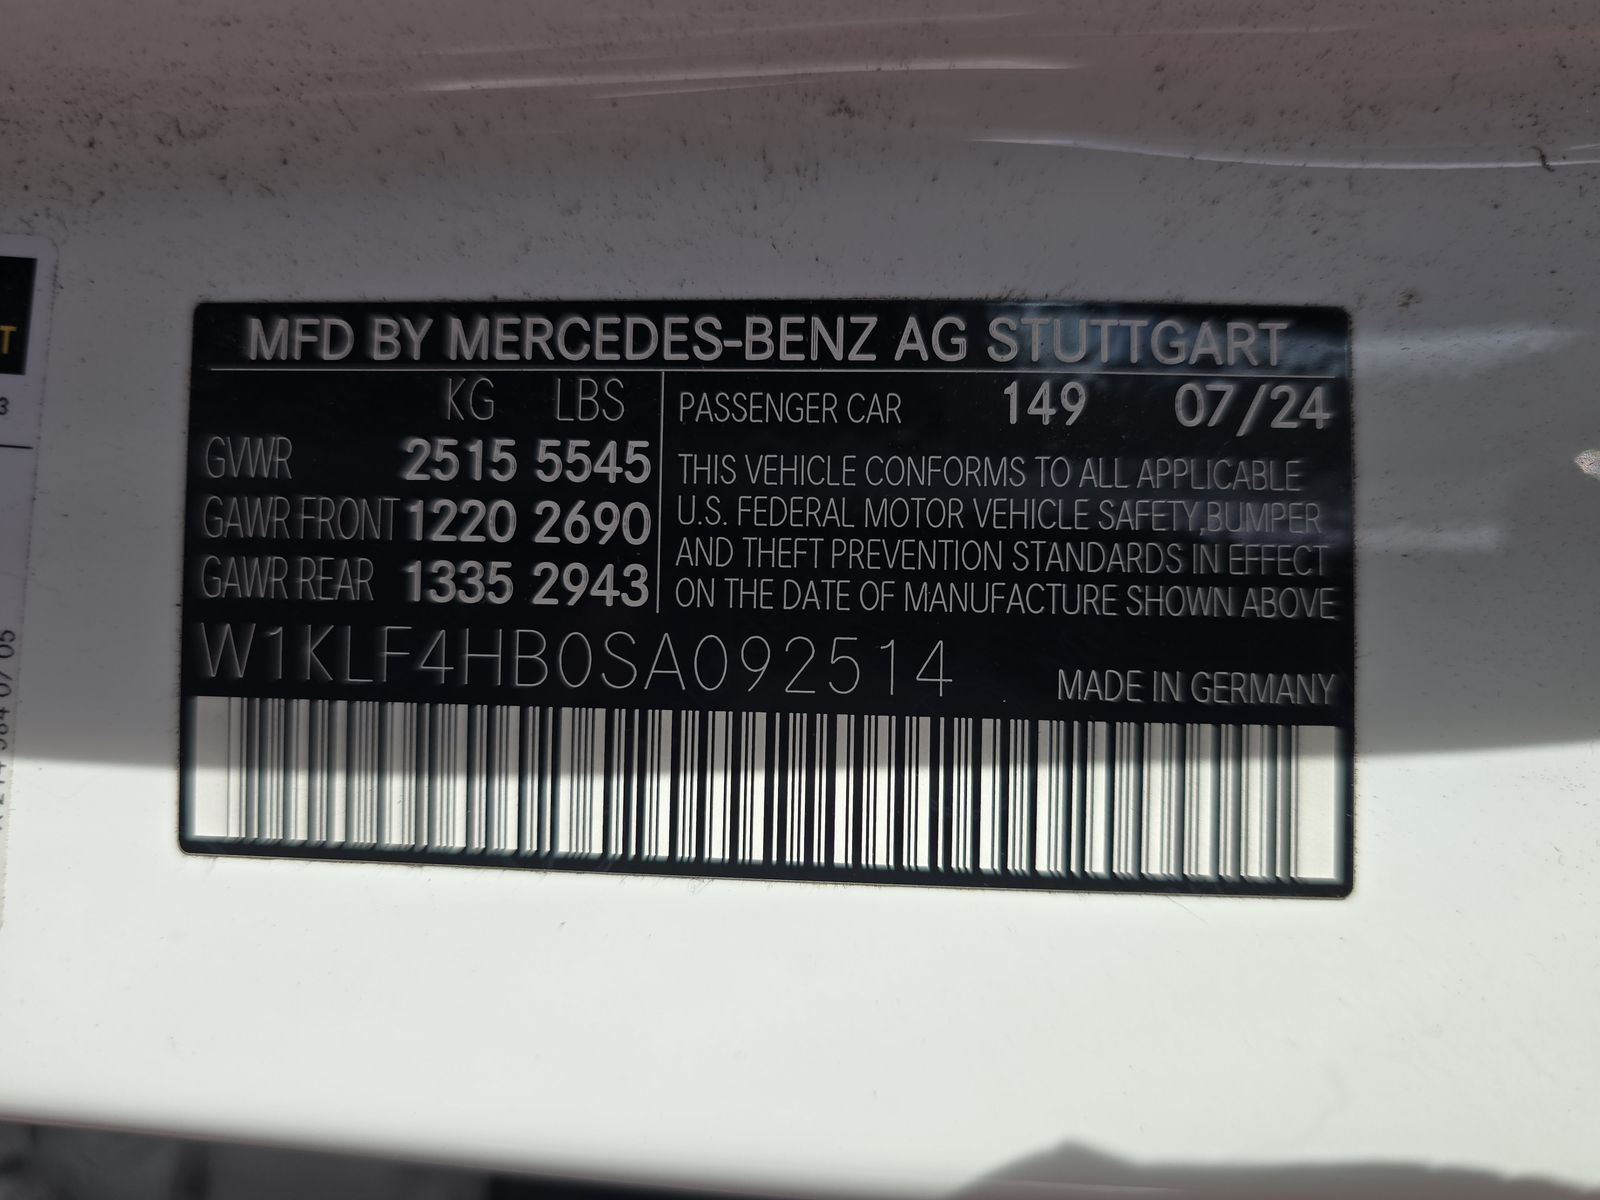 MFD BY MERCEDES-BENZ AG STUTTGART
KG LBS
GVWR 2515 5545
GAWR FRONT 1220 2690
GAWR REAR 1335 2943
PASSENGER CAR 149 07/24
THIS VEHICLE CONFORMS TO ALL APPLICABLE
U.S. FEDERAL MOTOR VEHICLE SAFETY,BUMPER
AND THEFT PREVENTION STANDARDS IN EFFECT
ON THE DATE OF MANUFACTURE SHOWN ABOVE
W1KLF4HB0SA092514
MADE IN GERMANY
T
3